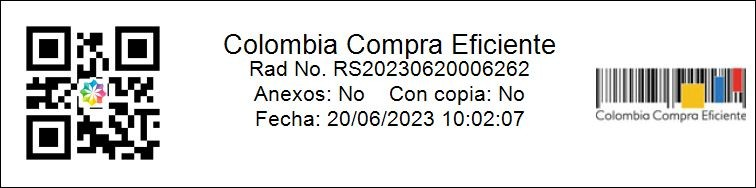 Colombia Compra Eficiente
Rad No. RS20230620006262
Anexos: No Con copia: No
Fecha: 20/06/2023 10:02:07
Colombia Compra Eficiente